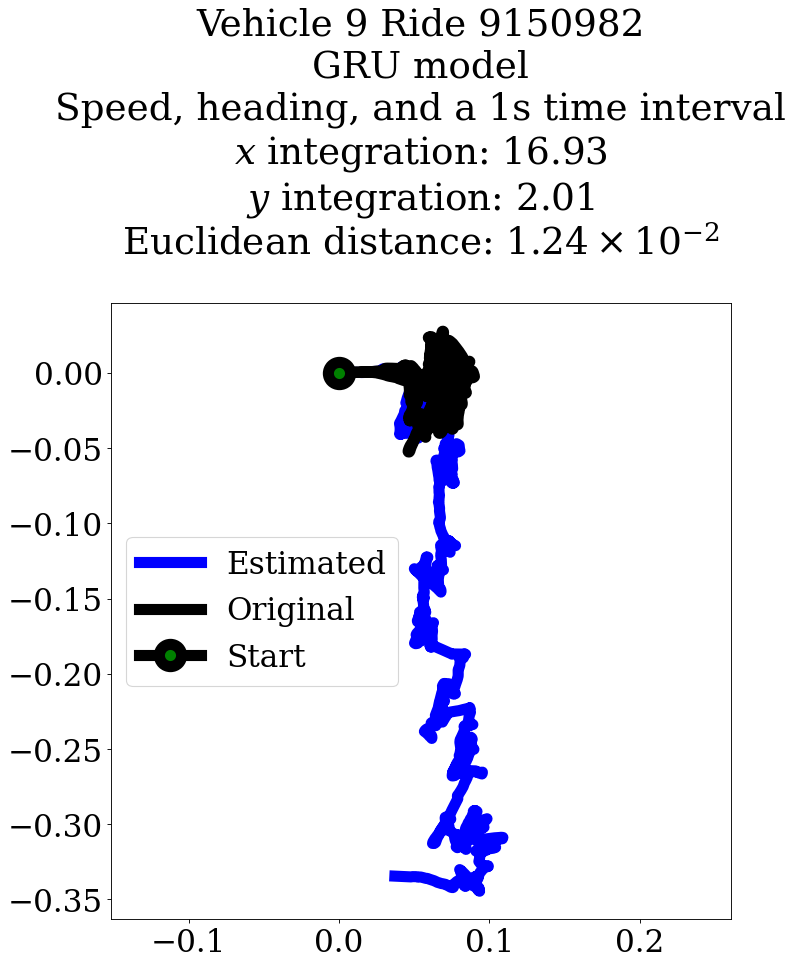 Vehicle 9 Ride 9150982
GRU model
Speed, heading, and a 1s time interval
x integration: 16.93
y integration: 2.01
Euclidean distance: 1.24 × 10⁻²
0.00
−0.05
−0.10
−0.15
−0.20
−0.25
−0.30
−0.35
Estimated
Original
Start
−0.1
0.0
0.1
0.2